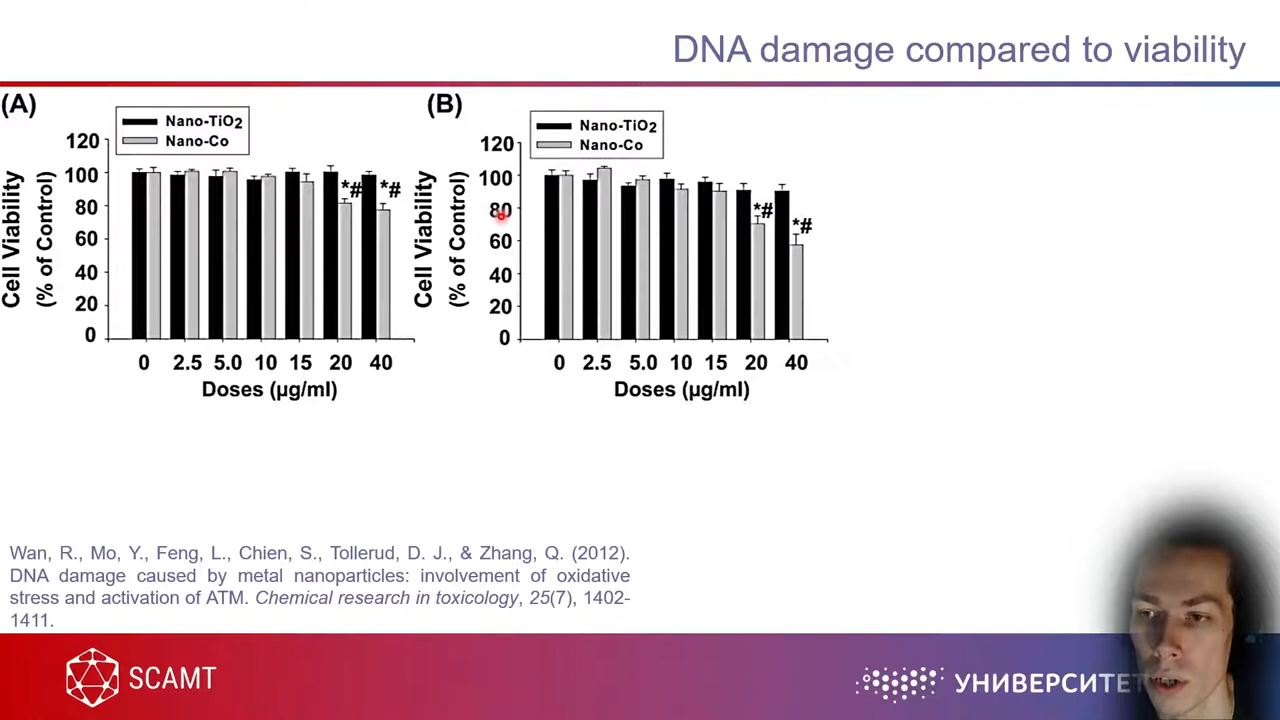 DNA damage compared to viability
(A)
Nano-TiO2
Nano-Co
Cell Viability
(% of Control)
120
100
80
60
40
20
0
*# *#
0 2.5 5.0 10 15 20 40
Doses (µg/ml)
(B)
Nano-TiO2
Nano-Co
Cell Viability
(% of Control)
120
100
80
60
40
20
0
*#
*#
0 2.5 5.0 10 15 20 40
Doses (µg/ml)
Wan, R., Mo, Y., Feng, L., Chien, S., Tollerud, D. J., & Zhang, Q. (2012).
DNA damage caused by metal nanoparticles: involvement of oxidative
stress and activation of ATM. Chemical research in toxicology, 25(7), 1402-
1411.
SCAMT
УНИВЕРСИТЕТ